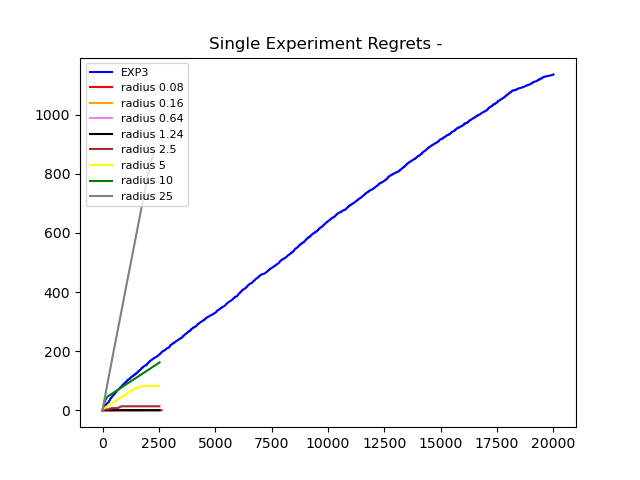 Single Experiment Regrets -
EXP3
radius 0.08
radius 0.16
radius 0.64
radius 1.24
radius 2.5
radius 5
radius 10
radius 25
1000
800
600
400
200
0
0 2500 5000 7500 10000 12500 15000 17500 20000